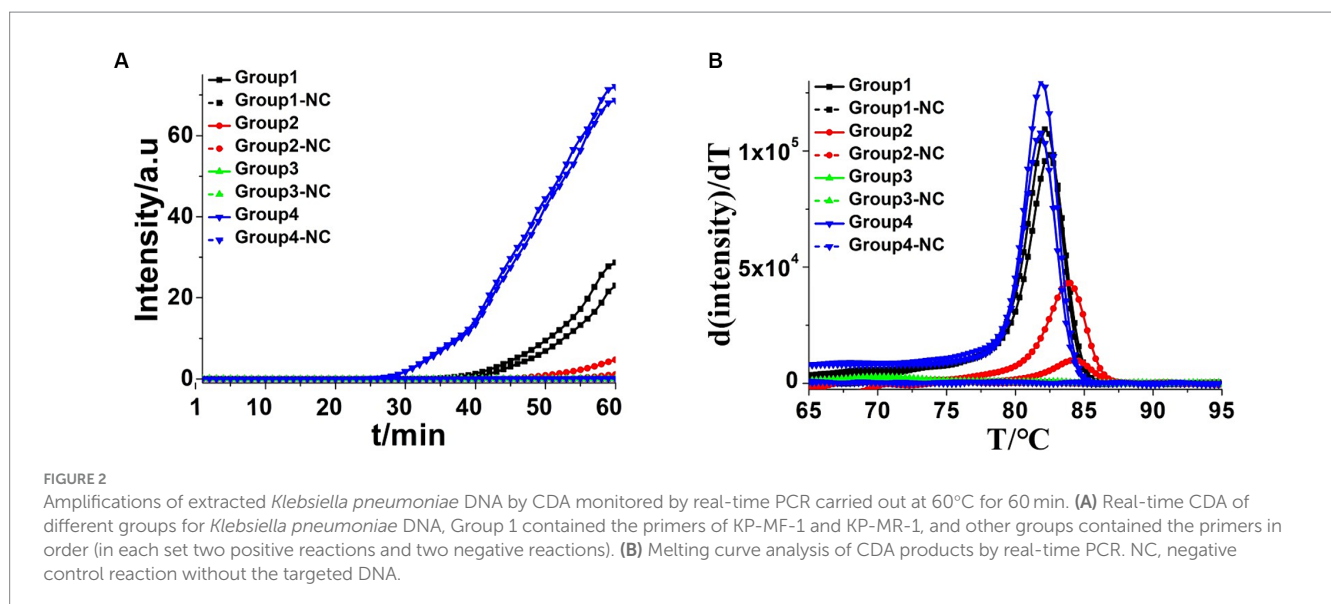 A
Group1
Group1-NC
Group2
Group2-NC
Group3
Group3-NC
Group4
Group4-NC
Intensity/a.u
60
40
20
0
1 10 20 30 40 50 60
t/min
B
Group1
Group1-NC
Group2
Group2-NC
Group3
Group3-NC
Group4
Group4-NC
d(intensity)/dT
1x10⁵
5x10⁴
0
65 70 75 80 85 90 95
T/°C
FIGURE 2
Amplifications of extracted Klebsiella pneumoniae DNA by CDA monitored by real-time PCR carried out at 60°C for 60 min. (A) Real-time CDA of
different groups for Klebsiella pneumoniae DNA, Group 1 contained the primers of KP-MF-1 and KP-MR-1, and other groups contained the primers in
order (in each set two positive reactions and two negative reactions). (B) Melting curve analysis of CDA products by real-time PCR. NC, negative
control reaction without the targeted DNA.